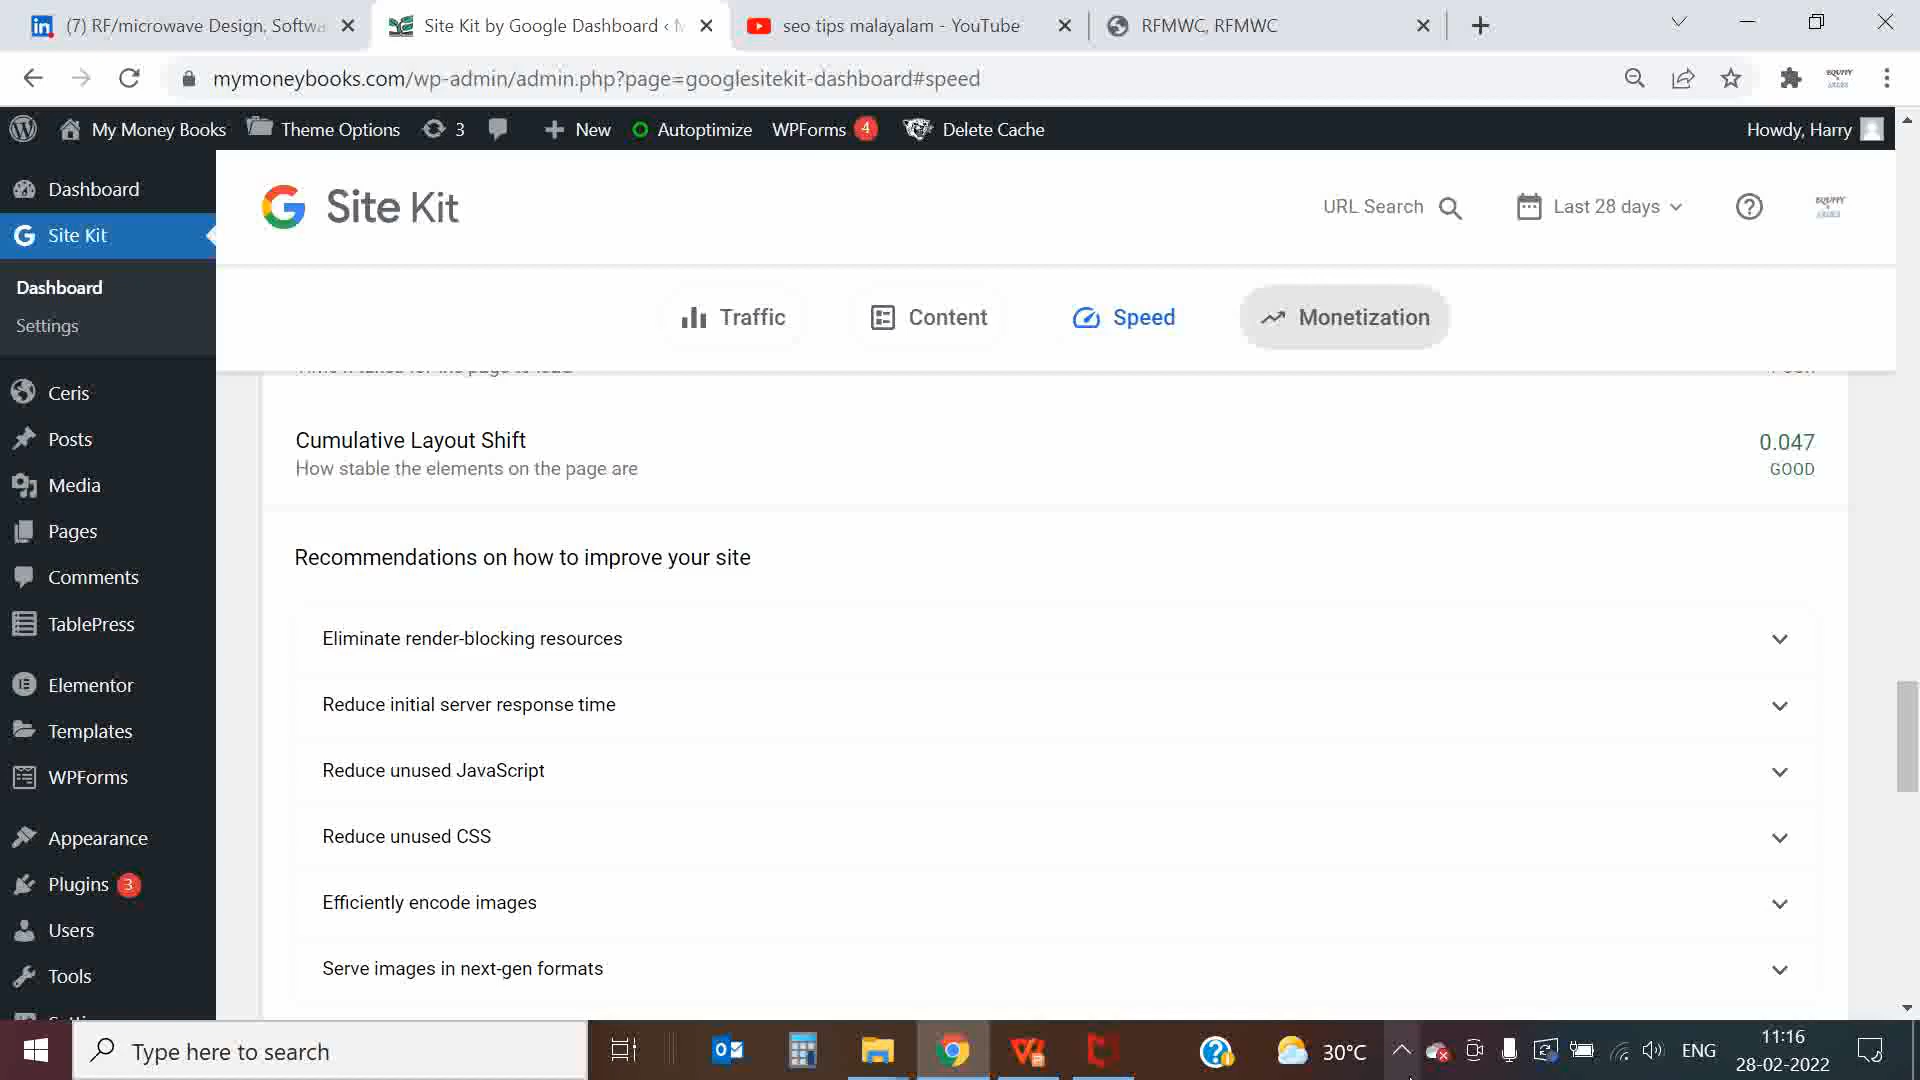 (7) RF/microwave Design, Softwa
Site Kit by Google Dashboard ‹ M
seo tips malayalam - YouTube
RFMWC, RFMWC
mymoneybooks.com/wp-admin/admin.php?page=googlesitekit-dashboard#speed
My Money Books
Theme Options
3
New
Autoptimize
WPForms 4
Delete Cache
Howdy, Harry
Dashboard
Site Kit
Dashboard
Settings
Ceris
Posts
Media
Pages
Comments
TablePress
Elementor
Templates
WPForms
Appearance
Plugins 3
Users
Tools
Site Kit
URL Search
Last 28 days
Traffic
Content
Speed
Monetization
Cumulative Layout Shift
How stable the elements on the page are
0.047
GOOD
Recommendations on how to improve your site
Eliminate render-blocking resources
Reduce initial server response time
Reduce unused JavaScript
Reduce unused CSS
Efficiently encode images
Serve images in next-gen formats
Type here to search
30°C
ENG
11:16
28-02-2022